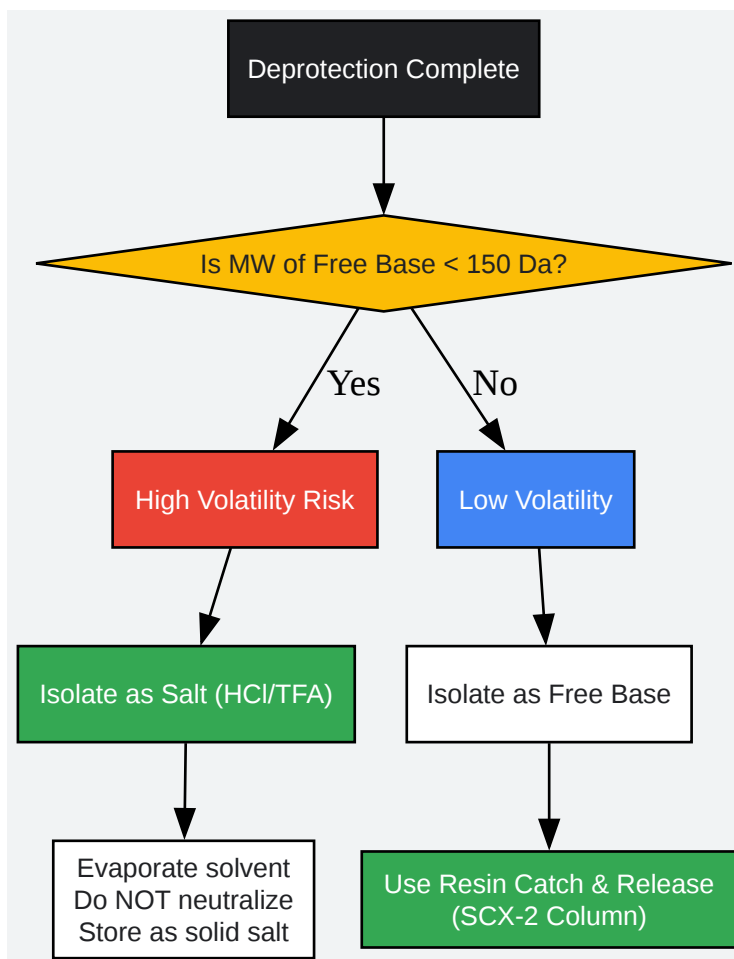 Deprotection Complete
Is MW of Free Base < 150 Da?
Yes
No
High Volatility Risk
Low Volatility
Isolate as Salt (HCl/TFA)
Isolate as Free Base
Evaporate solvent
Do NOT neutralize
Store as solid salt
Use Resin Catch & Release
(SCX-2 Column)